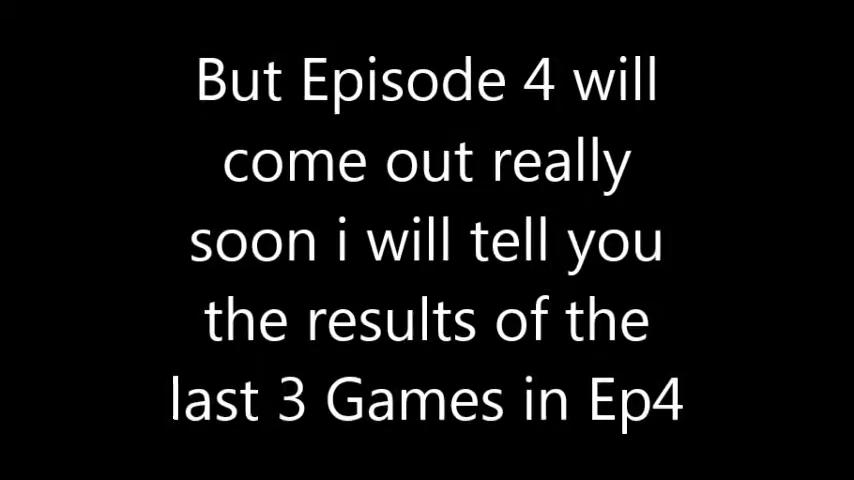 But Episode 4 will
come out really
soon i will tell you
the results of the
last 3 Games in Ep4